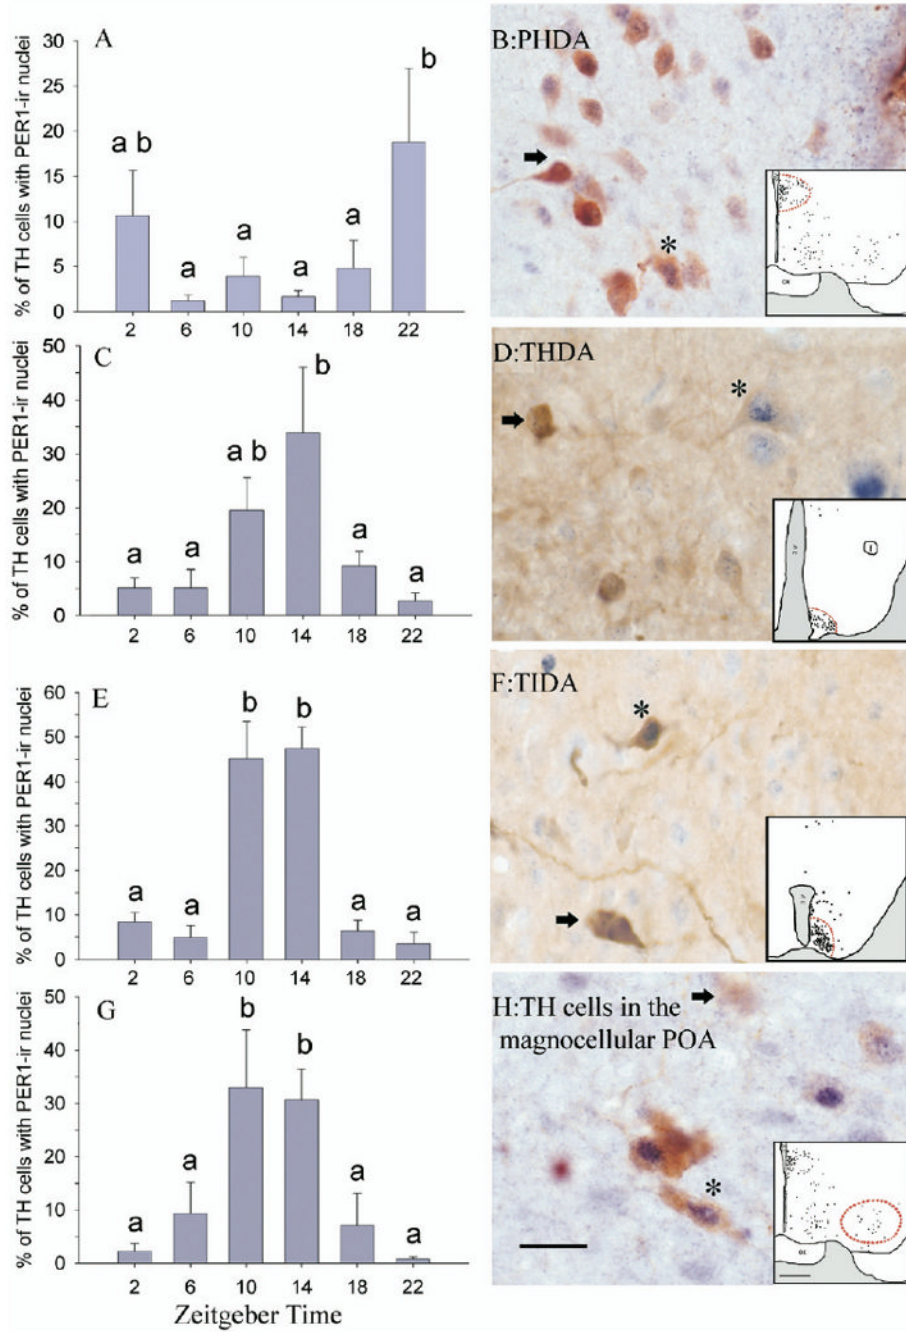 A
% of TH cells with PER1-ir nuclei
30
25
20
15
10
5
0
a b
a
a
a
a
b
2 6 10 14 18 22
B:PHDA
*
C
% of TH cells with PER1-ir nuclei
50
40
30
20
10
0
a
a
a b
b
a
a
2 6 10 14 18 22
D:THDA
*
E
% of TH cells with PER1-ir nuclei
60
50
40
30
20
10
0
a
a
b
b
a
a
2 6 10 14 18 22
F:TIDA
*
G
% of TH cells with PER1-ir nuclei
50
40
30
20
10
0
a
a
b
b
a
a
2 6 10 14 18 22
Zeitgeber Time
H:TH cells in the
magnocellular POA
*